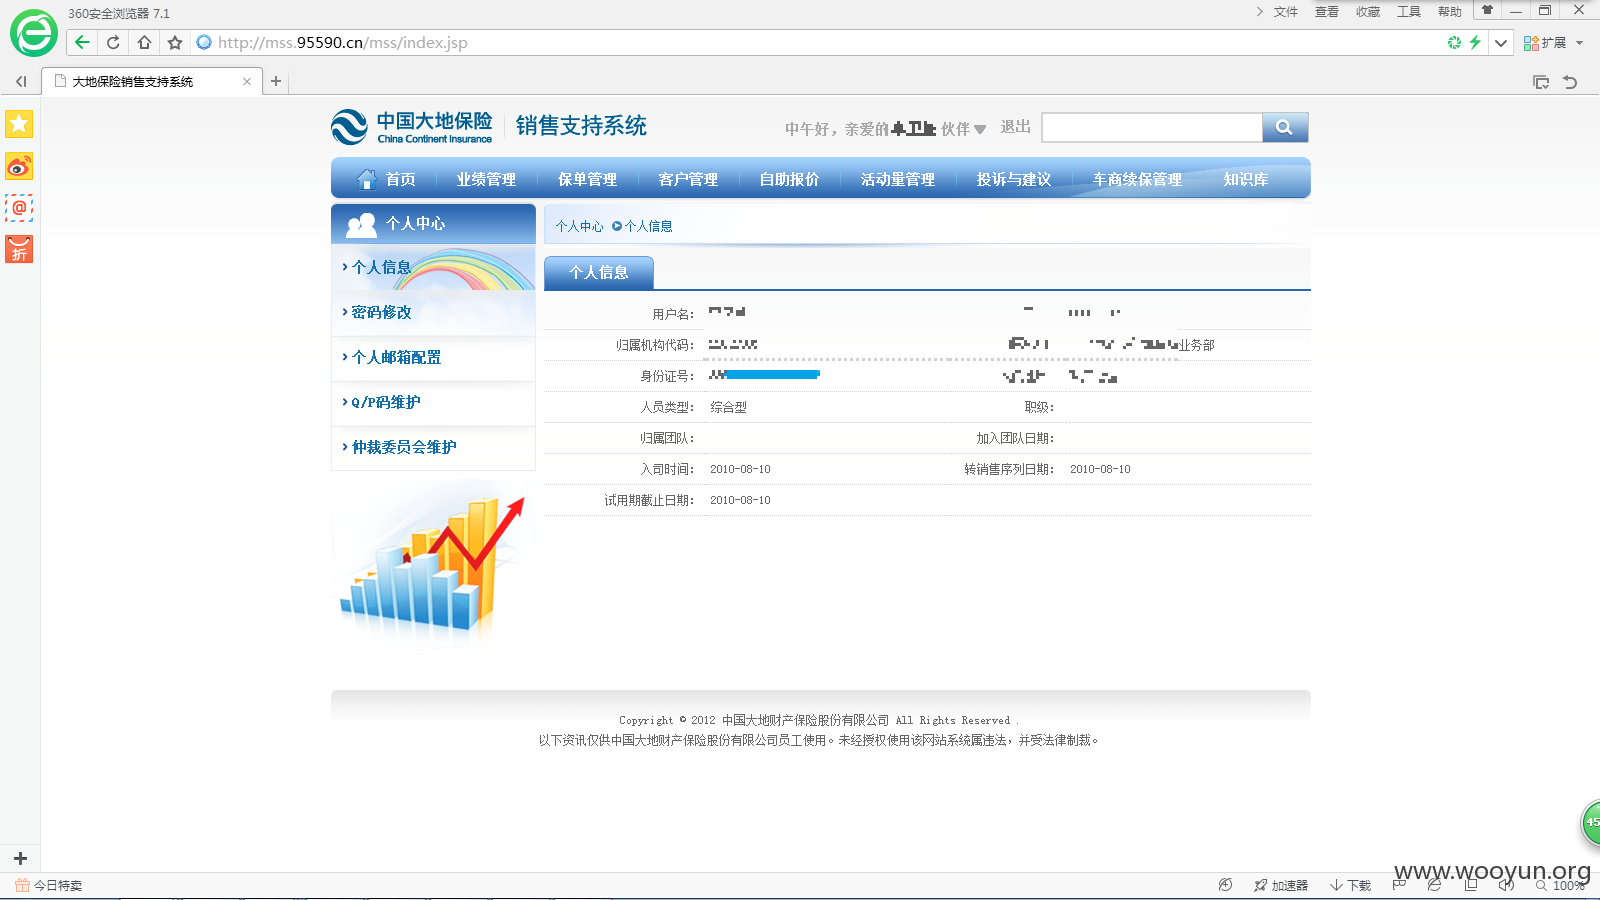 360安全浏览器 7.1
文件 查看 收藏 工具 帮助
http://mss.95590.cn/mss/index.jsp
扩展
大地保险销售支持系统
中国大地保险
China Continent Insurance
销售支持系统
中午好，亲爱的 伙伴 退出
首页 业绩管理 保单管理 客户管理 自助报价 活动量管理 投诉与建议 车商续保管理 知识库
个人中心
个人信息
密码修改
个人邮箱配置
Q/P码维护
仲裁委员会维护
个人中心 个人信息
个人信息
用户名：
归属机构代码： 业务部
身份证号：
人员类型： 综合型 职级：
归属团队： 加入团队日期：
入司时间： 2010-08-10 转销售序列日期： 2010-08-10
试用期截止日期： 2010-08-10
Copyright © 2012 中国大地财产保险股份有限公司 All Rights Reserved .
以下资讯仅供中国大地财产保险股份有限公司员工使用。未经授权使用该网站系统属违法，并受法律制裁。
折
45
www.wooyun.org
今日特卖
加速器 下载 100%